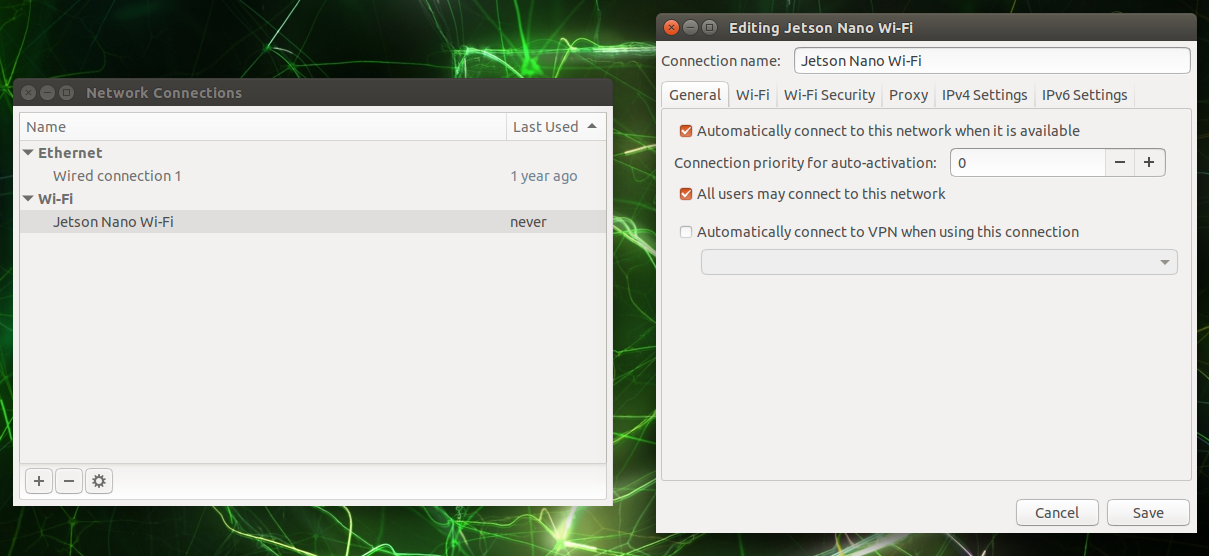 Network Connections
Name Last Used
Ethernet
Wired connection 1 1 year ago
Wi-Fi
Jetson Nano Wi-Fi never
Editing Jetson Nano Wi-Fi
Connection name: Jetson Nano Wi-Fi
General Wi-Fi Wi-Fi Security Proxy IPv4 Settings IPv6 Settings
Automatically connect to this network when it is available
Connection priority for auto-activation: 0
All users may connect to this network
Automatically connect to VPN when using this connection
Cancel Save